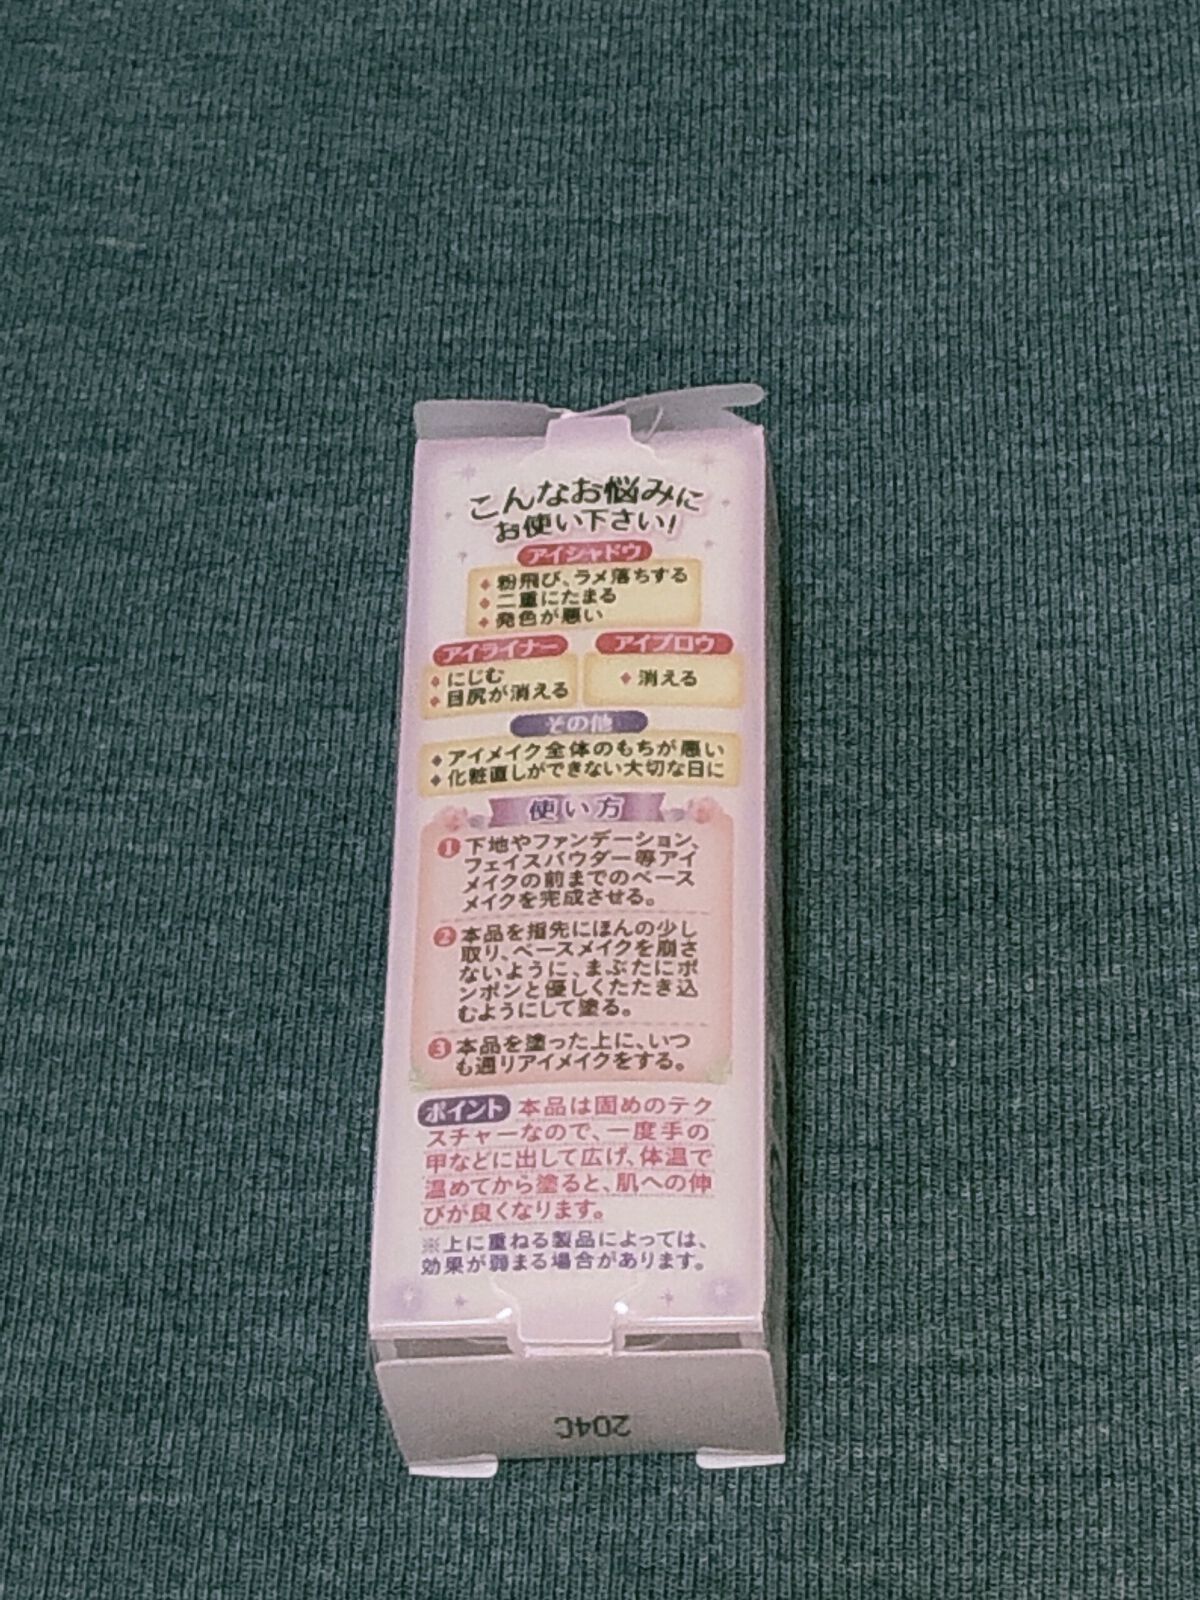 こんなお悩みに
お使い下さい!
アイシャドウ
粉飛び、ラメ落ちする
二重にたまる
発色が悪い
アイライナー
にじむ
目尻が消える
アイブロウ
消える
その他
アイメイク全体のもちが悪い
化粧直しができない大切な日に
使い方
1 下地やファンデーション、
フェイスパウダー等アイ
メイクの前までのベース
メイクを完成させる。
2 本品を指先にほんの少し
取り、ベースメイクを崩さ
ないように、まぶたにポ
ンポンと優しくたたき込
むようにして塗る。
3 本品を塗った上に、いつ
も通りアイメイクをする。
ポイント 本品は固めのテク
スチャーなので、一度手の
甲などに出して広げ、体温で
温めてから塗ると、肌への伸
びが良くなります。
※上に重ねる製品によっては、
効果が弱まる場合があります。
204C